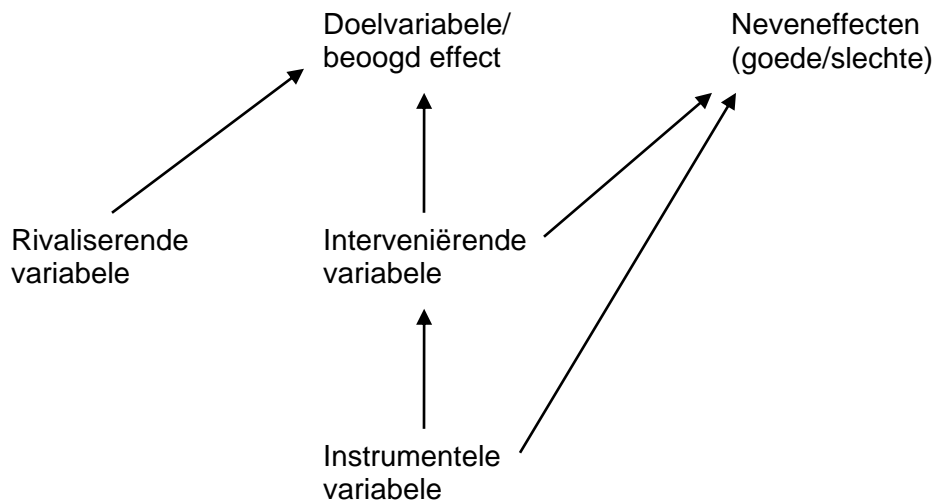 Doelvariabele/
beoogd effect
Neveneffecten
(goede/slechte)
Rivaliserende
variabele
Interveniërende
variabele
Instrumentele
variabele